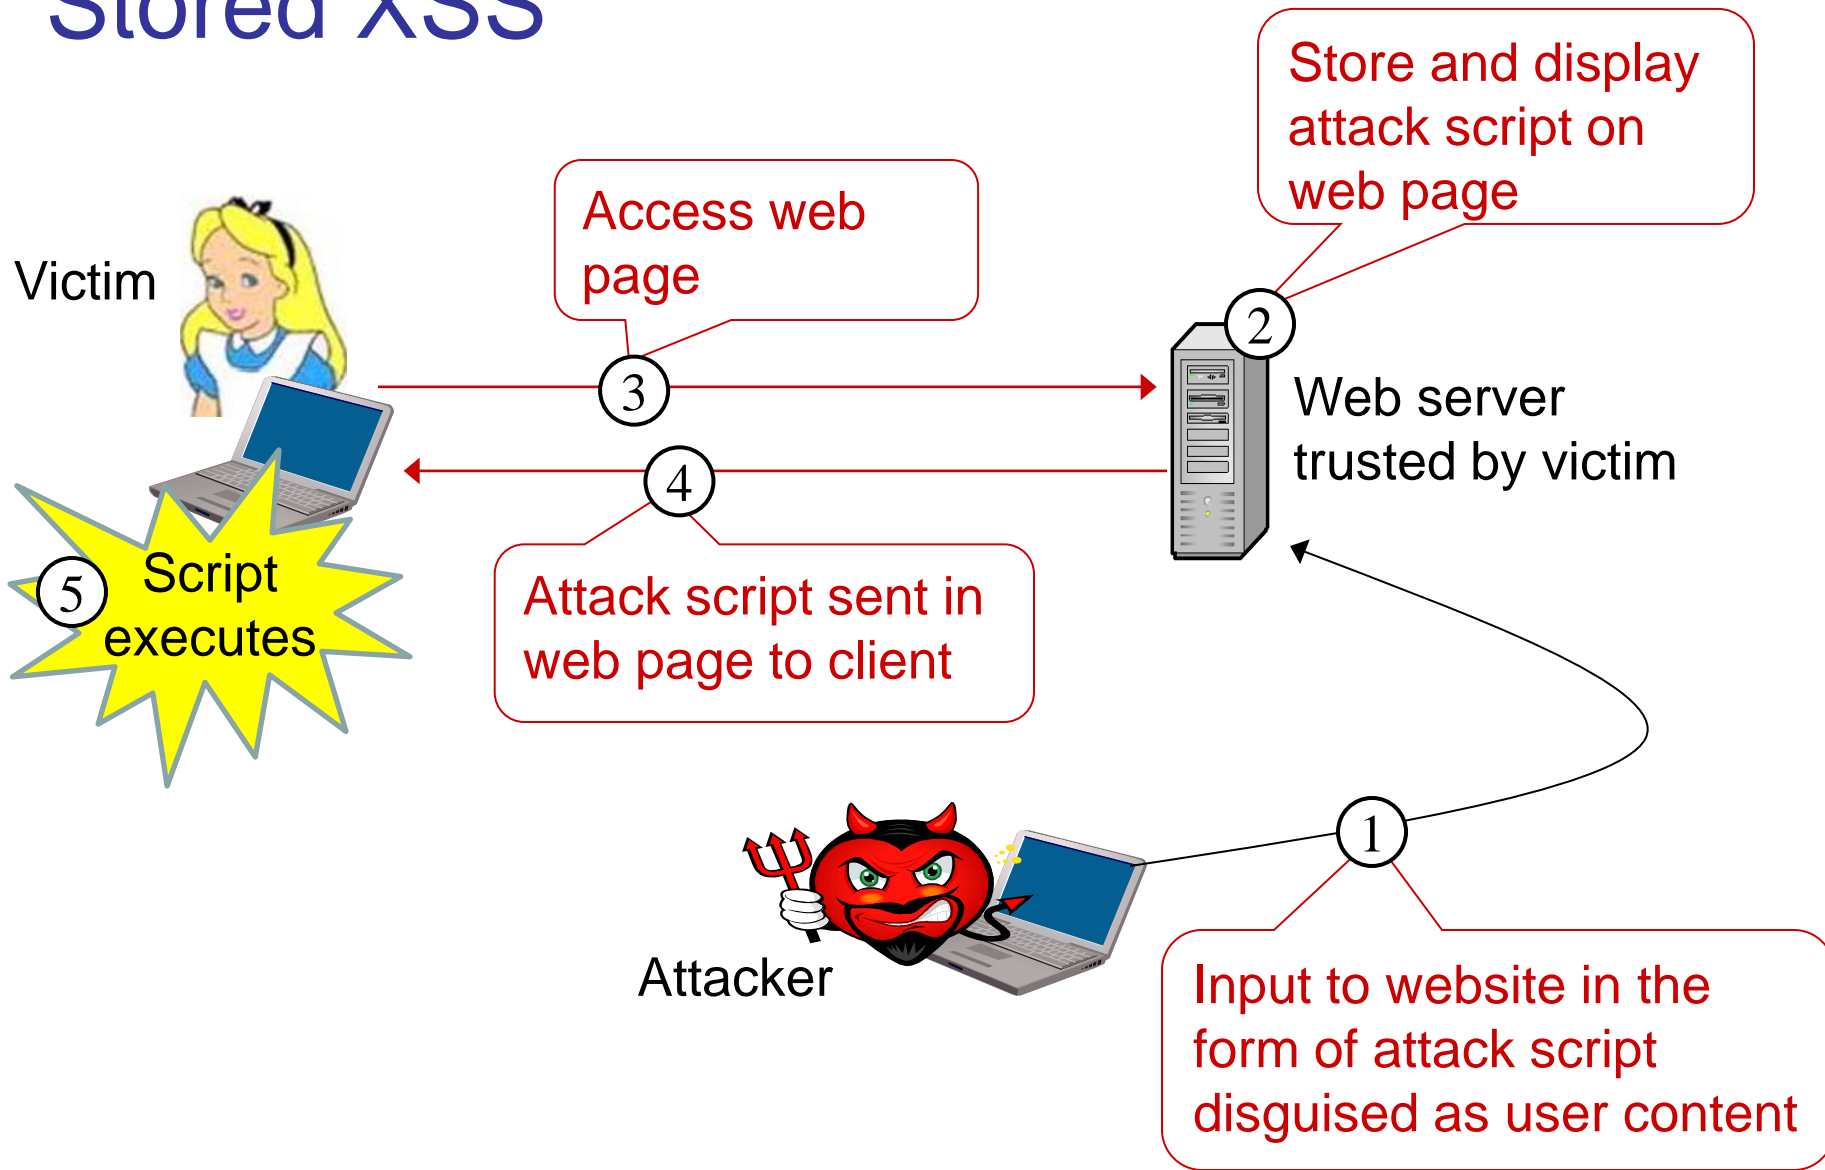 Stored XSS
Store and display
attack script on
web page
Access web
page
Victim
2
3
Web server
trusted by victim
4
5
Script
executes
Attack script sent in
web page to client
1
Attacker
Input to website in the
form of attack script
disguised as user content